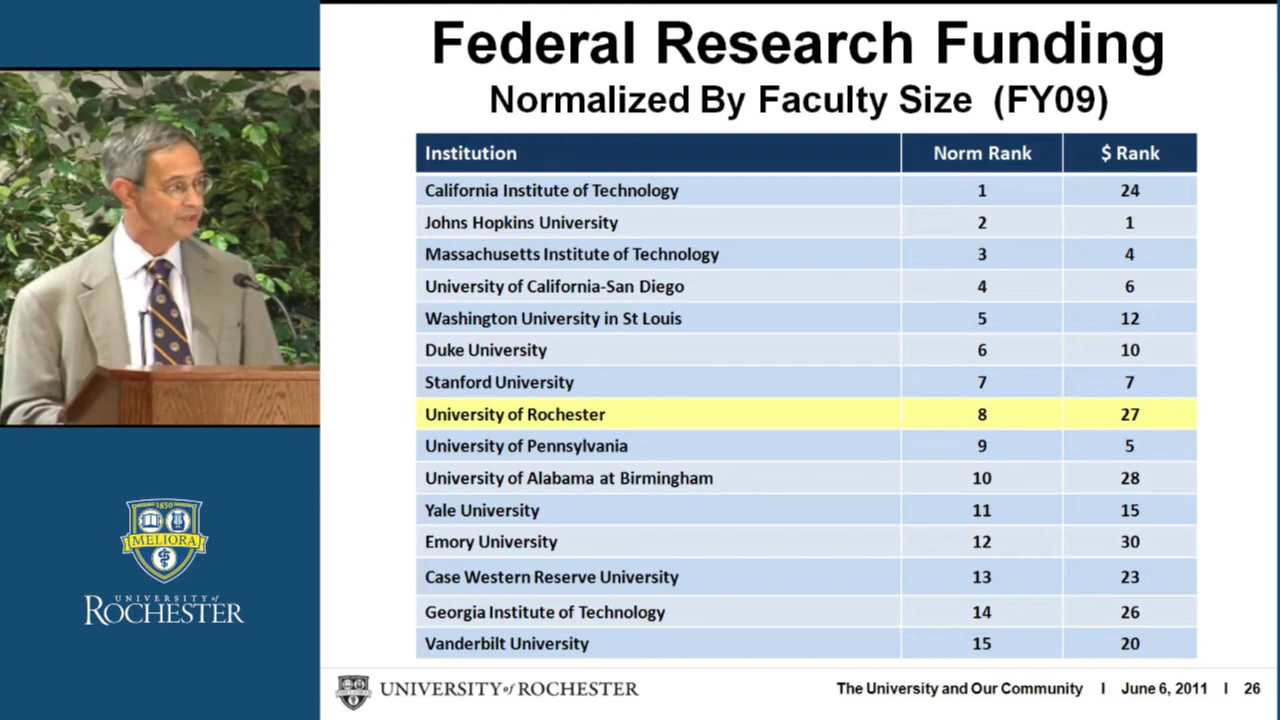 Federal Research Funding
Normalized By Faculty Size (FY09)
Institution Norm Rank $ Rank
California Institute of Technology 1 24
Johns Hopkins University 2 1
Massachusetts Institute of Technology 3 4
University of California-San Diego 4 6
Washington University in St Louis 5 12
Duke University 6 10
Stanford University 7 7
University of Rochester 8 27
University of Pennsylvania 9 5
University of Alabama at Birmingham 10 28
Yale University 11 15
Emory University 12 30
Case Western Reserve University 13 23
Georgia Institute of Technology 14 26
Vanderbilt University 15 20
1850
MELIORA
UNIVERSITY of
ROCHESTER
MELIORA
UNIVERSITY of ROCHESTER
The University and Our Community I June 6, 2011 I 26